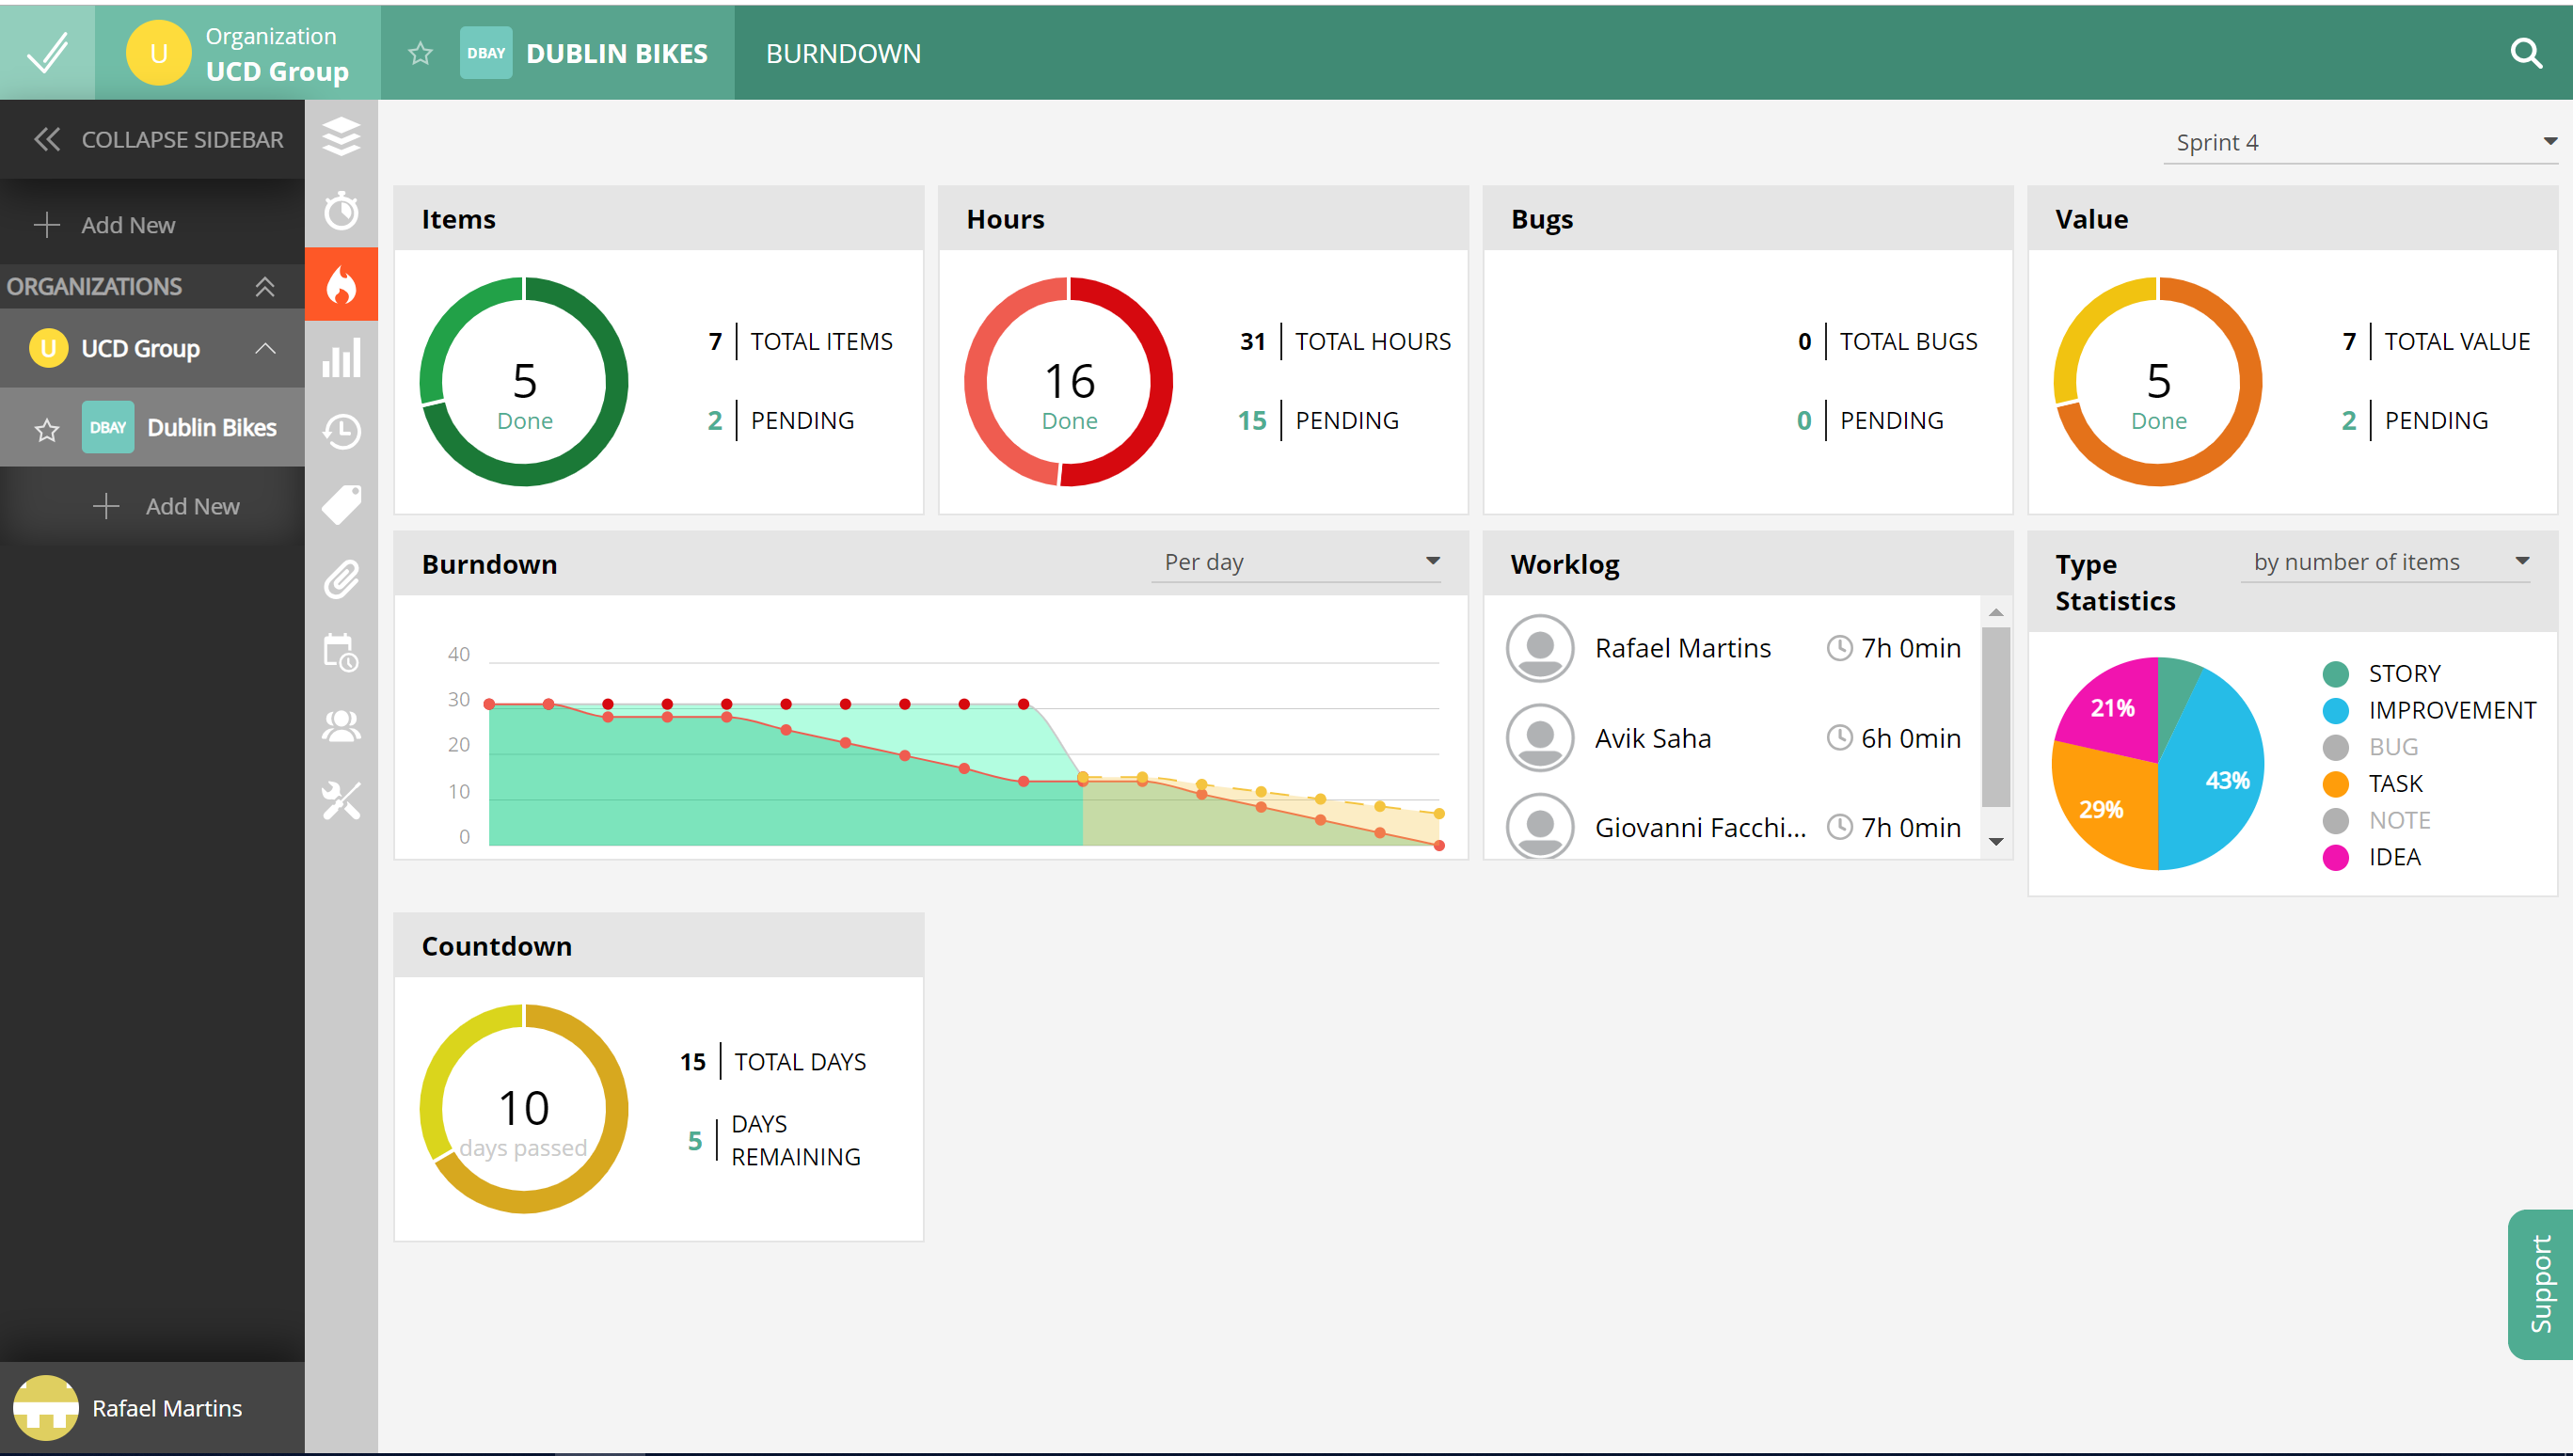 U
Organization
UCD Group
DBAY
DUBLIN BIKES
BURNDOWN
COLLAPSE SIDEBAR
Add New
ORGANIZATIONS
U
UCD Group
DBAY
Dublin Bikes
Add New
Rafael Martins
Sprint 4
Items
5
Done
7 TOTAL ITEMS
2 PENDING
Hours
16
Done
31 TOTAL HOURS
15 PENDING
Bugs
0 TOTAL BUGS
0 PENDING
Value
5
Done
7 TOTAL VALUE
2 PENDING
Burndown
Per day
40
30
20
10
0
Worklog
Rafael Martins 7h 0min
Avik Saha 6h 0min
Giovanni Facchi... 7h 0min
Type
Statistics
by number of items
21%
43%
29%
STORY
IMPROVEMENT
BUG
TASK
NOTE
IDEA
Countdown
10
days passed
15 TOTAL DAYS
5 DAYS
REMAINING
Support